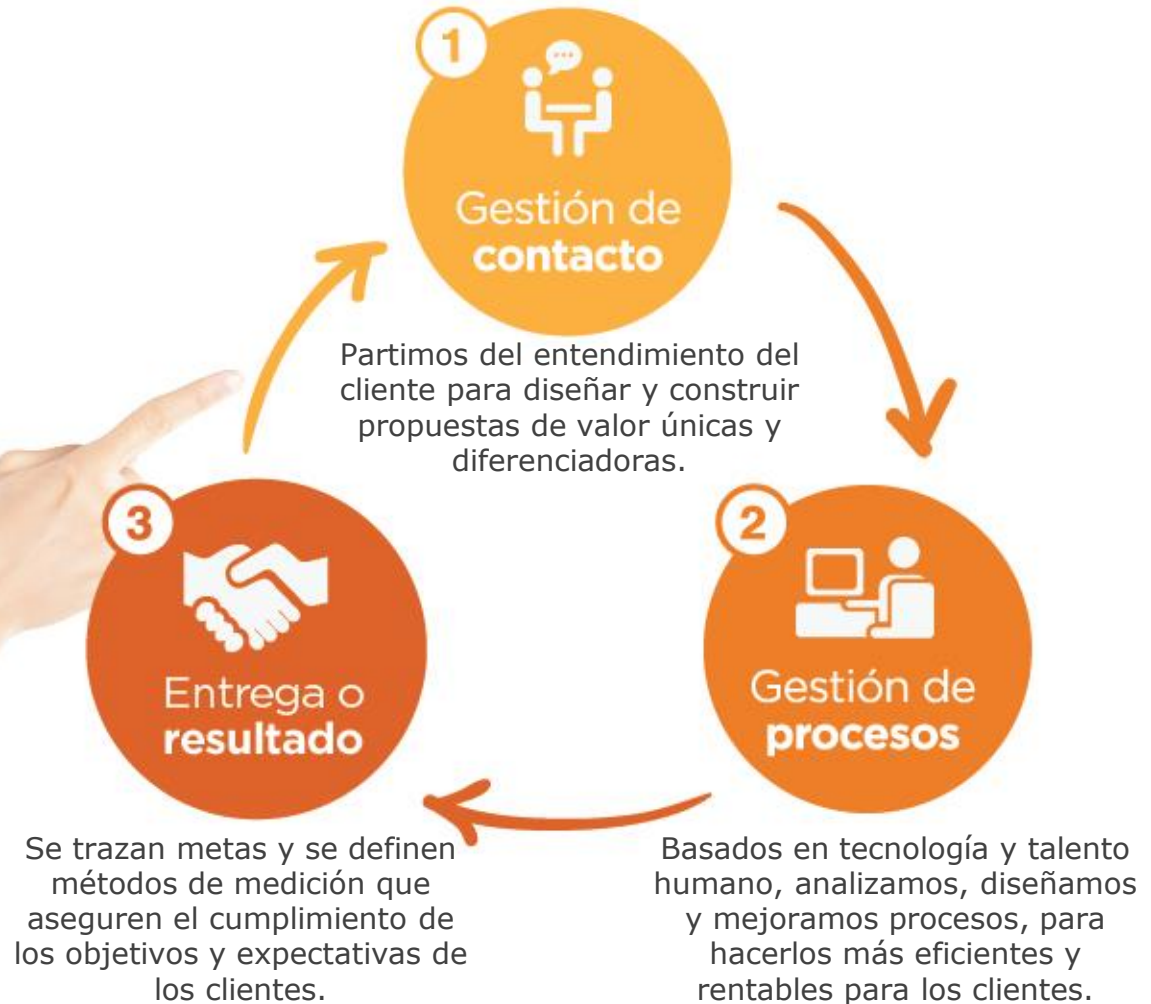 1
Gestión de
contacto
Partimos del entendimiento del
cliente para diseñar y construir
propuestas de valor únicas y
diferenciadoras.
2
Gestión de
procesos
Basados en tecnología y talento
humano, analizamos, diseñamos
y mejoramos procesos, para
hacerlos más eficientes y
rentables para los clientes.
3
Entrega o
resultado
Se trazan metas y se definen
métodos de medición que
aseguren el cumplimiento de
los objetivos y expectativas de
los clientes.